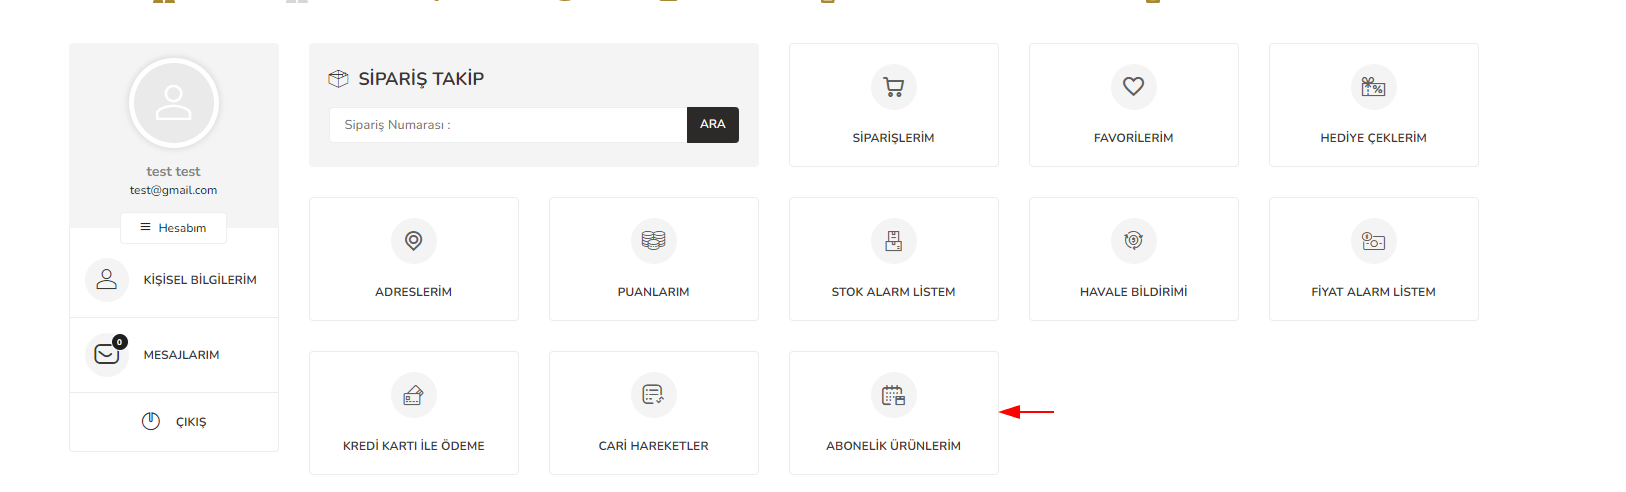 test test
test@gmail.com
Hesabım
KİŞİSEL BİLGİLERİM
0
MESAJLARIM
ÇIKIŞ
SİPARİŞ TAKİP
Sipariş Numarası :
ARA
SİPARİŞLERİM
FAVORİLERİM
HEDİYE ÇEKLERİM
ADRESLERİM
PUANLARIM
STOK ALARM LİSTEM
HAVALE BİLDİRİMİ
FİYAT ALARM LİSTEM
KREDİ KARTI İLE ÖDEME
CARİ HAREKETLER
ABONELİK ÜRÜNLERİM